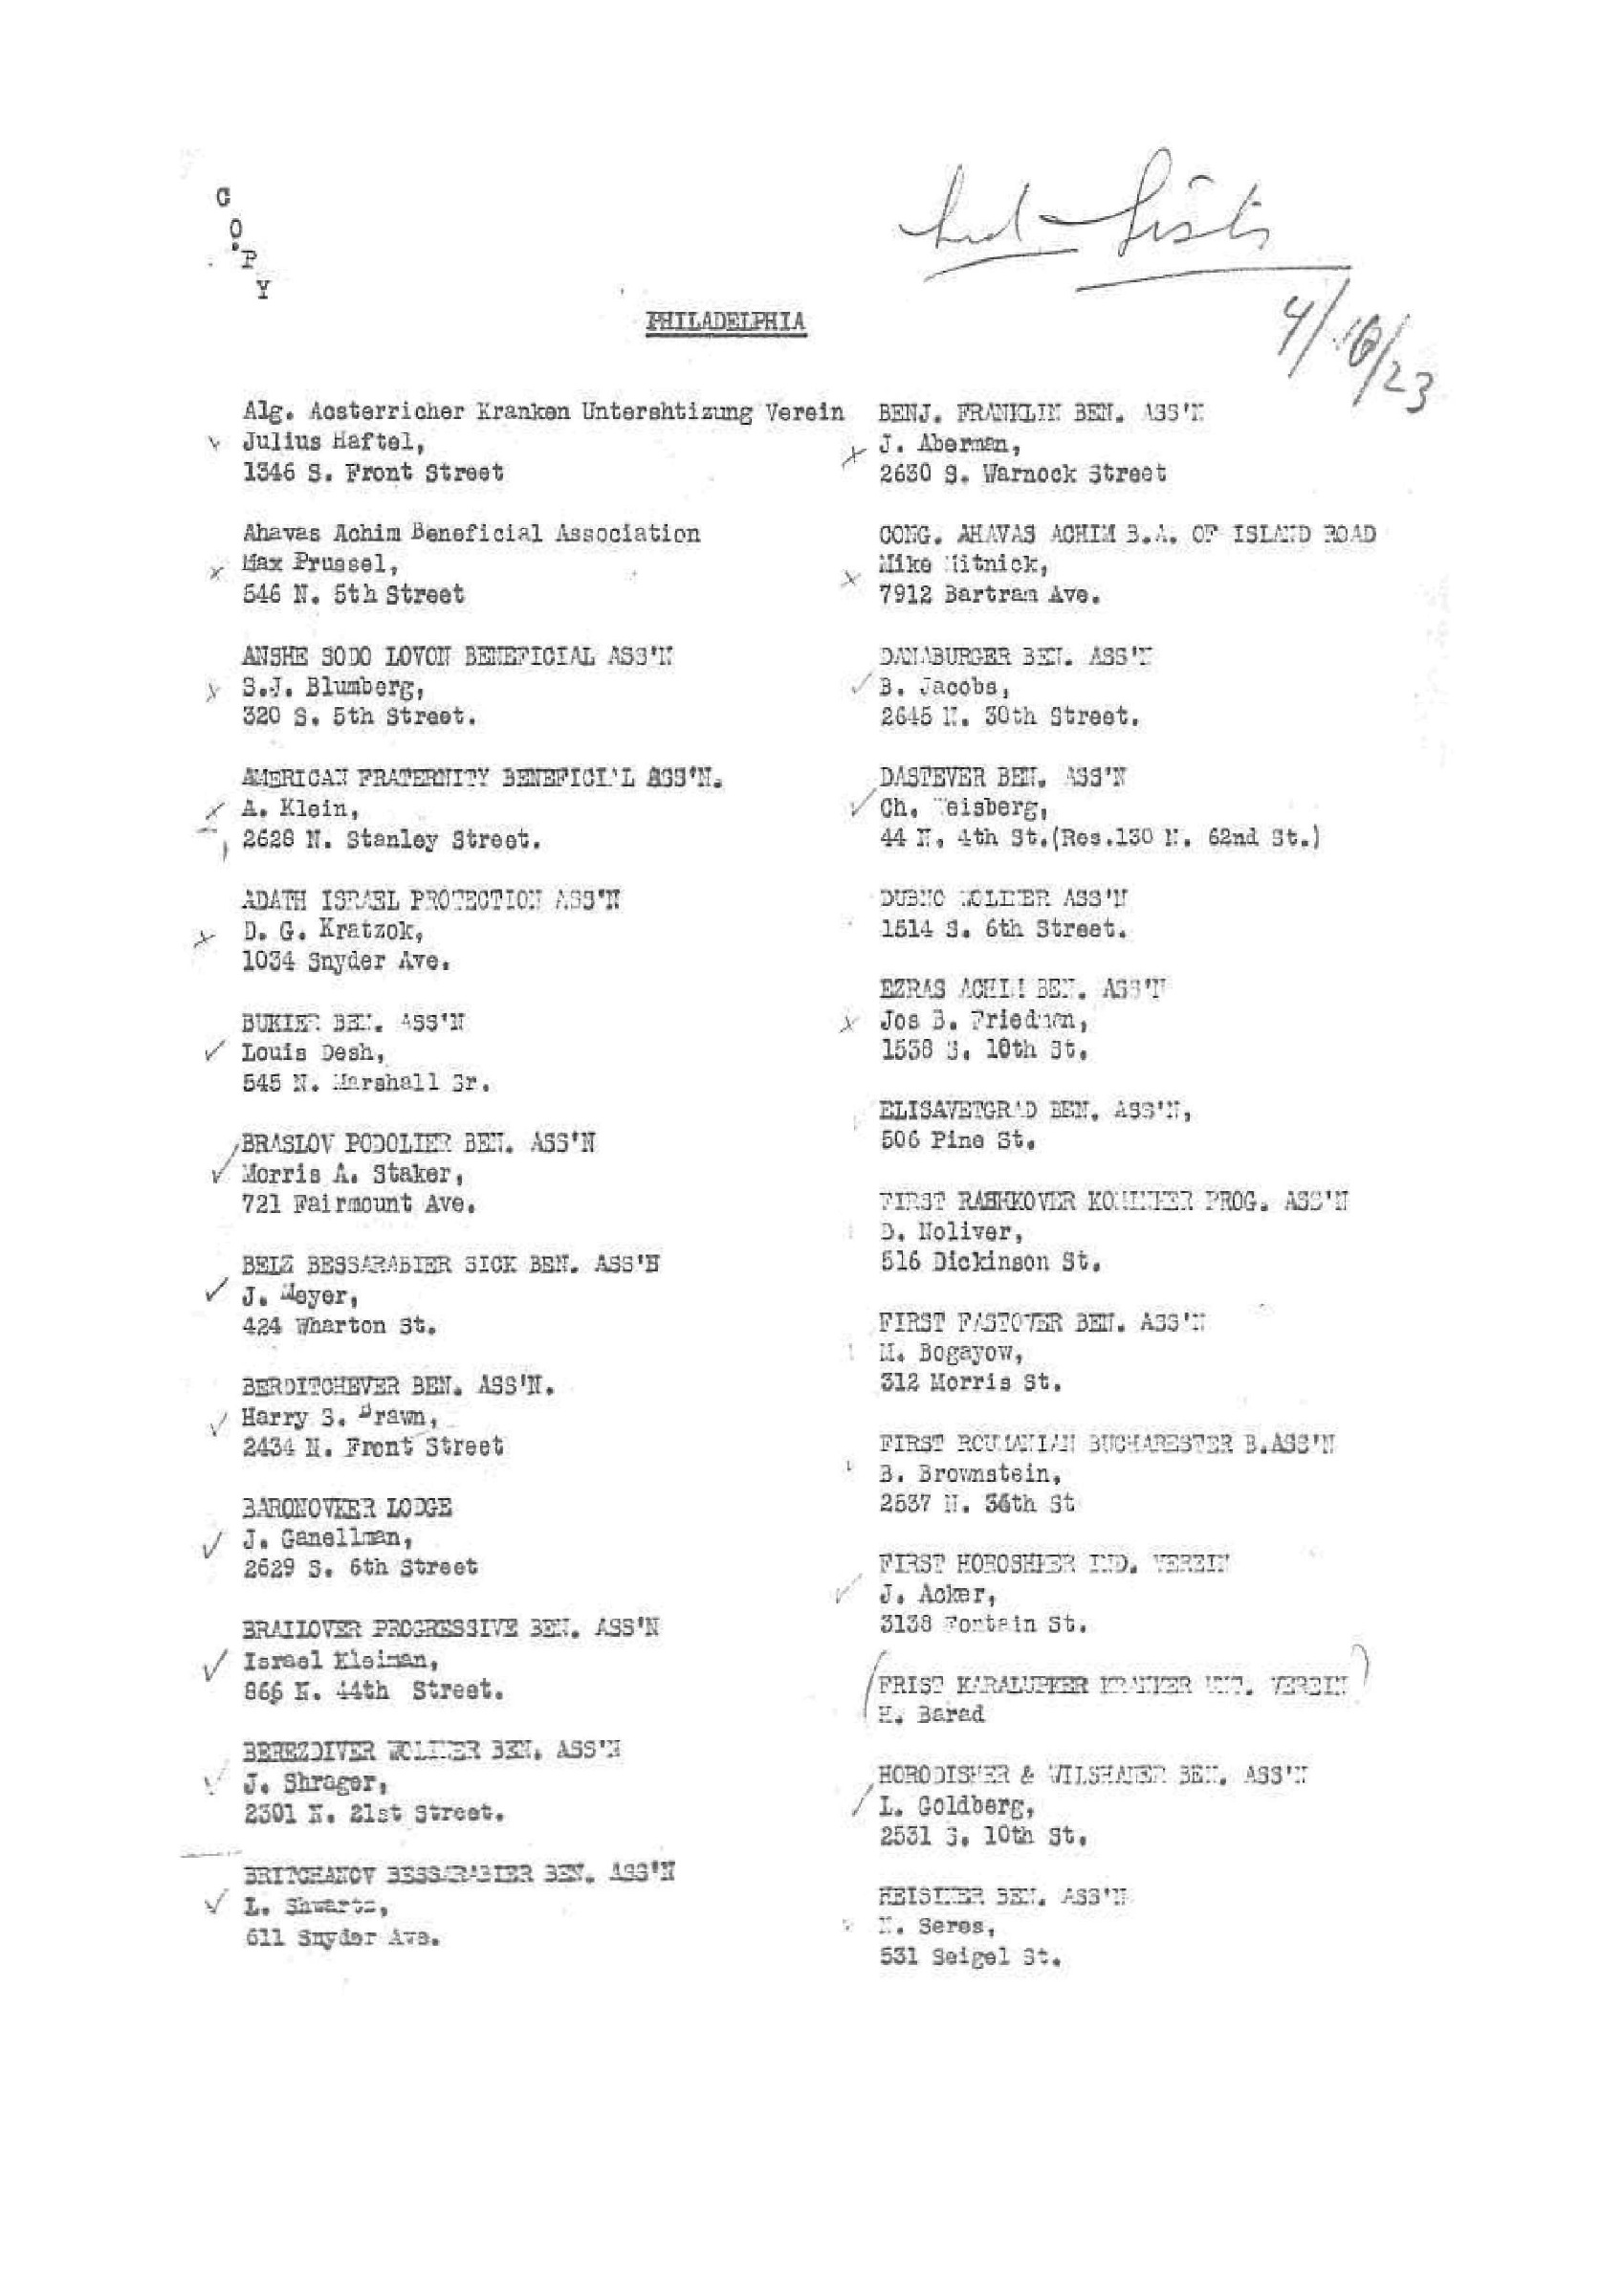 C
O
P
Y
Lists
4/10/23
PHILADELPHIA
Alg. Aosterricher Kranken Untershtizung Verein
Julius Haftel,
1346 S. Front Street
Ahavas Achim Beneficial Association
Max Prussel,
546 N. 5th Street
ANSHE SODO LOVON BENEFICIAL ASS'N
S.J. Blumberg,
320 S. 5th Street.
AMERICAN FRATERNITY BENEFICI'L ASS'N.
A. Klein,
2628 N. Stanley Street.
ADATH ISRAEL PROTECTION ASS'N
D. G. Kratzok,
1034 Snyder Ave.
BUKIER BEN. ASS'N
Louis Desh,
545 N. Marshall Sr.
BRASLOV PODOLIER BEN. ASS'N
Morris A. Staker,
721 Fairmount Ave.
BELZ BESSARABIER SICK BEN. ASS'N
J. Meyer,
424 Wharton St.
BERDITCHEVER BEN. ASS'N.
Harry S. Brawn,
2434 N. Front Street
BARONOVKER LODGE
J. Ganellman,
2629 S. 6th Street
BRAILOVER PROGRESSIVE BEN. ASS'N
Israel Kleiman,
866 N. 44th Street.
BEREZDIVER WOLINER BEN. ASS'N
J. Shrager,
2301 N. 21st Street.
BRITCHANOV BESSARABIER BEN. ASS'N
L. Shwartz,
611 Snyder Ave.
BENJ. FRANKLIN BEN. ASS'N
J. Aberman,
2630 S. Warnock Street
CONG. AHAVAS ACHIM B.A. OF ISLAND ROAD
Mike Mitnick,
7912 Bartram Ave.
DANABURGER BEN. ASS'N
B. Jacobs,
2645 N. 30th Street.
DASTEVER BEN. ASS'N
Ch. Weisberg,
44 N. 4th St.(Res.130 N. 62nd St.)
DUBNO WOLINER ASS'N
1514 S. 6th Street.
EZRAS ACHIM BEN. ASS'N
Jos B. Friedman,
1538 S. 10th St.
ELISAVETGRAD BEN. ASS'N,
506 Pine St.
FIRST RASHKOVER PROG. ASS'N
D. Noliver,
516 Dickinson St.
FIRST FASTOVER BEN. ASS'N
M. Bogayow,
312 Morris St.
FIRST ROUMANIAN BUCHARESTER B.ASS'N
B. Brownstein,
2537 N. 36th St
FIRST HOROSHKER IND. VEREIN
J. Acker,
3138 Fontain St.
FRIST KARALUPKER KRANKER UNT. VEREIN
H. Barad
HORODISHER & WILSHANER BEN. ASS'N
L. Goldberg,
2531 S. 10th St.
HEISINER BEN. ASS'N
Seres,
531 Seigel St.